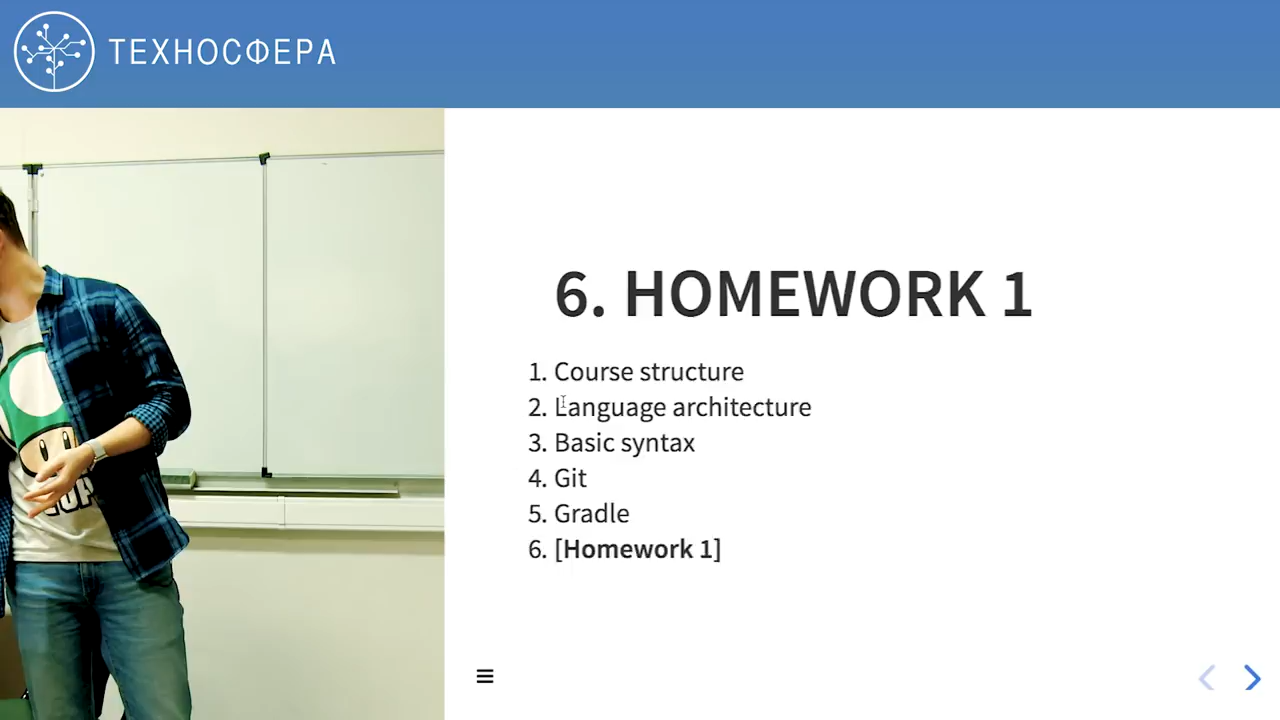 ТЕХНОСФЕРА
6. HOMEWORK 1
1. Course structure
2. Language architecture
3. Basic syntax
4. Git
5. Gradle
6. [Homework 1]